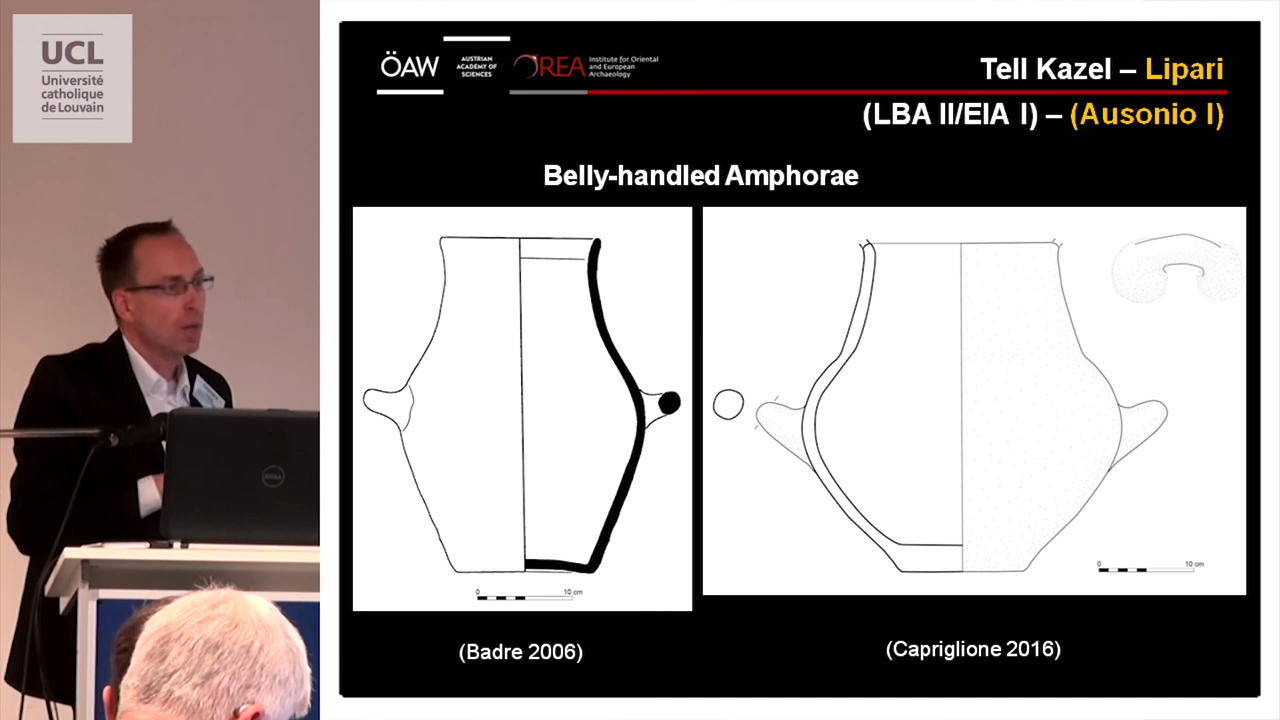 UCL
Université
catholique
de Louvain
ÖAW
AUSTRIAN
ACADEMY OF
SCIENCES
OREA
Institute for Oriental
and European
Archaeology
Tell Kazel – Lipari
(LBA II/EIA I) – (Ausonio I)
Belly-handled Amphorae
0 10 cm
0 10 cm
(Badre 2006)
(Capriglione 2016)
DELL